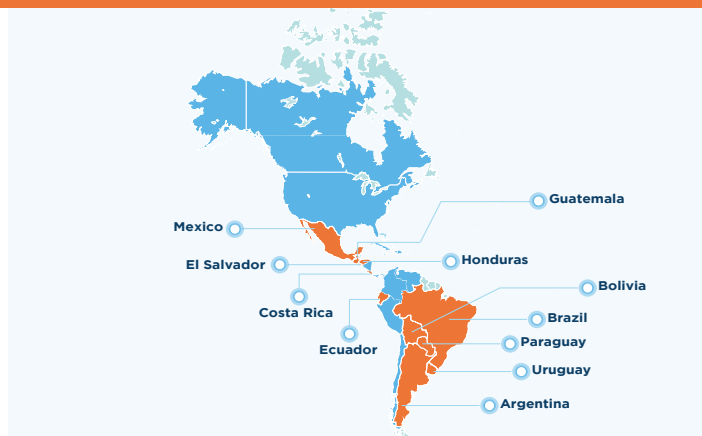 Guatemala
Mexico
Honduras
El Salvador
Bolivia
Costa Rica
Brazil
Paraguay
Ecuador
Uruguay
Argentina